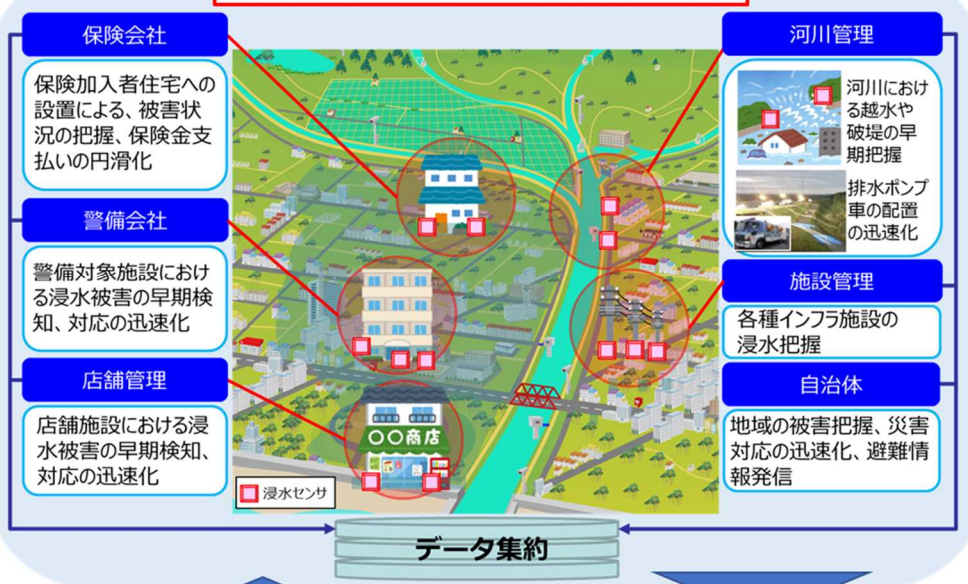 保険会社
保険加入者住宅への
設置による、被害状
況の把握、保険金支
払いの円滑化
警備会社
警備対象施設におけ
る浸水被害の早期検
知、対応の迅速化
店舗管理
店舗施設における浸
水被害の早期検知、
対応の迅速化
〇〇商店
浸水センサ
河川管理
河川におけ
る越水や
破堤の早
期把握
排水ポンプ
車の配置
の迅速化
施設管理
各種インフラ施設の
浸水把握
自治体
地域の被害把握、災害
対応の迅速化、避難情
報発信
データ集約